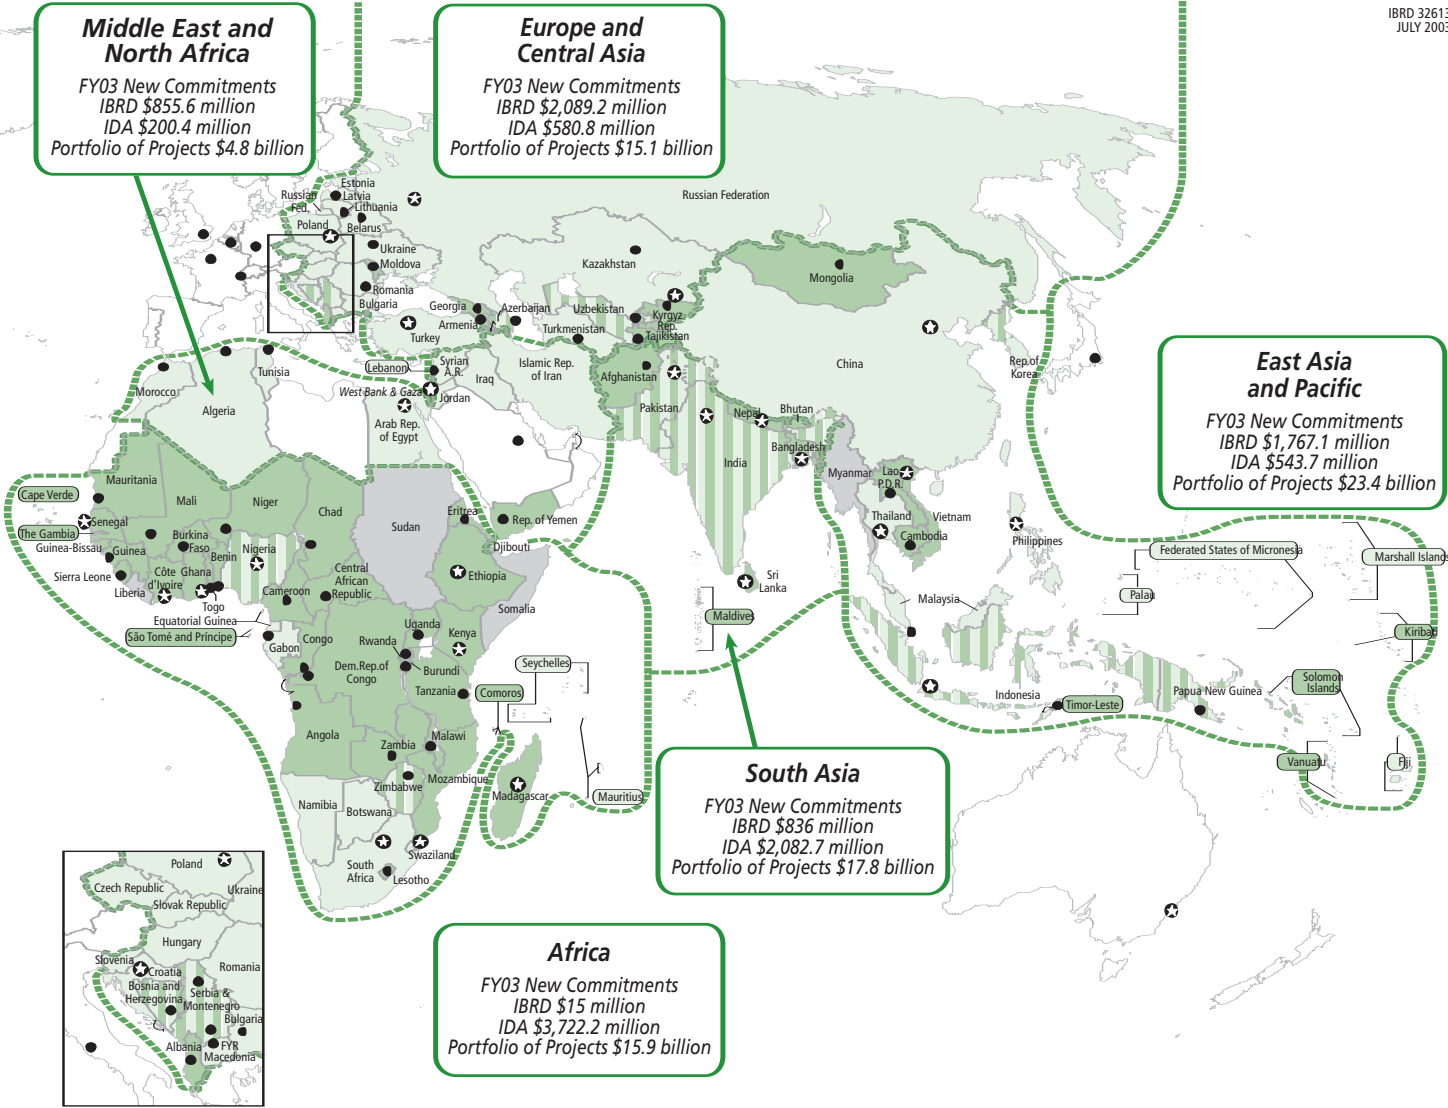 IBRD 32613
JULY 2003
Middle East and
North Africa
FY03 New Commitments
IBRD $855.6 million
IDA $200.4 million
Portfolio of Projects $4.8 billion
Europe and
Central Asia
FY03 New Commitments
IBRD $2,089.2 million
IDA $580.8 million
Portfolio of Projects $15.1 billion
East Asia
and Pacific
FY03 New Commitments
IBRD $1,767.1 million
IDA $543.7 million
Portfolio of Projects $23.4 billion
South Asia
FY03 New Commitments
IBRD $836 million
IDA $2,082.7 million
Portfolio of Projects $17.8 billion
Africa
FY03 New Commitments
IBRD $15 million
IDA $3,722.2 million
Portfolio of Projects $15.9 billion
Estonia
Russian
Fed.
Latvia
Lithuania
Poland
Belarus
Ukraine
Moldova
Romania
Bulgaria
Russian Federation
Kazakhstan
Mongolia
Georgia
Armenia
Azerbaijan
Turkey
Uzbekistan
Turkmenistan
Kyrgyz
Rep.
Tajikistan
China
Rep.of
Korea
Morocco
Tunisia
Algeria
Lebanon
Syrian
A.R.
West Bank & Gaza
Jordan
Iraq
Islamic Rep.
of Iran
Arab Rep.
of Egypt
Afghanistan
Pakistan
Nepal
Bhutan
Bangladesh
India
Myanmar
Lao
P.D.R.
Thailand
Vietnam
Cambodia
Philippines
Sri
Lanka
Maldives
Malaysia
Indonesia
Timor-Leste
Papua New Guinea
Federated States of Micronesia
Marshall Islands
Palau
Kiribati
Solomon
Islands
Vanuatu
Fiji
Cape Verde
Mauritania
Mali
Niger
Chad
Sudan
Eritrea
Rep. of Yemen
Djibouti
The Gambia
Senegal
Guinea-Bissau
Guinea
Sierra Leone
Liberia
Burkina
Faso
Côte
d'Ivoire
Ghana
Benin
Togo
Nigeria
Cameroon
Central
African
Republic
Ethiopia
Somalia
Equatorial Guinea
São Tomé and Príncipe
Gabon
Congo
Dem.Rep.of
Congo
Uganda
Rwanda
Kenya
Burundi
Tanzania
Seychelles
Comoros
Angola
Zambia
Malawi
Mozambique
Zimbabwe
Madagascar
Mauritius
Namibia
Botswana
Swaziland
South
Africa
Lesotho
Poland
Czech Republic
Ukraine
Slovak Republic
Hungary
Slovenia
Croatia
Romania
Bosnia and
Herzegovina
Serbia &
Montenegro
Bulgaria
Albania
FYR
Macedonia